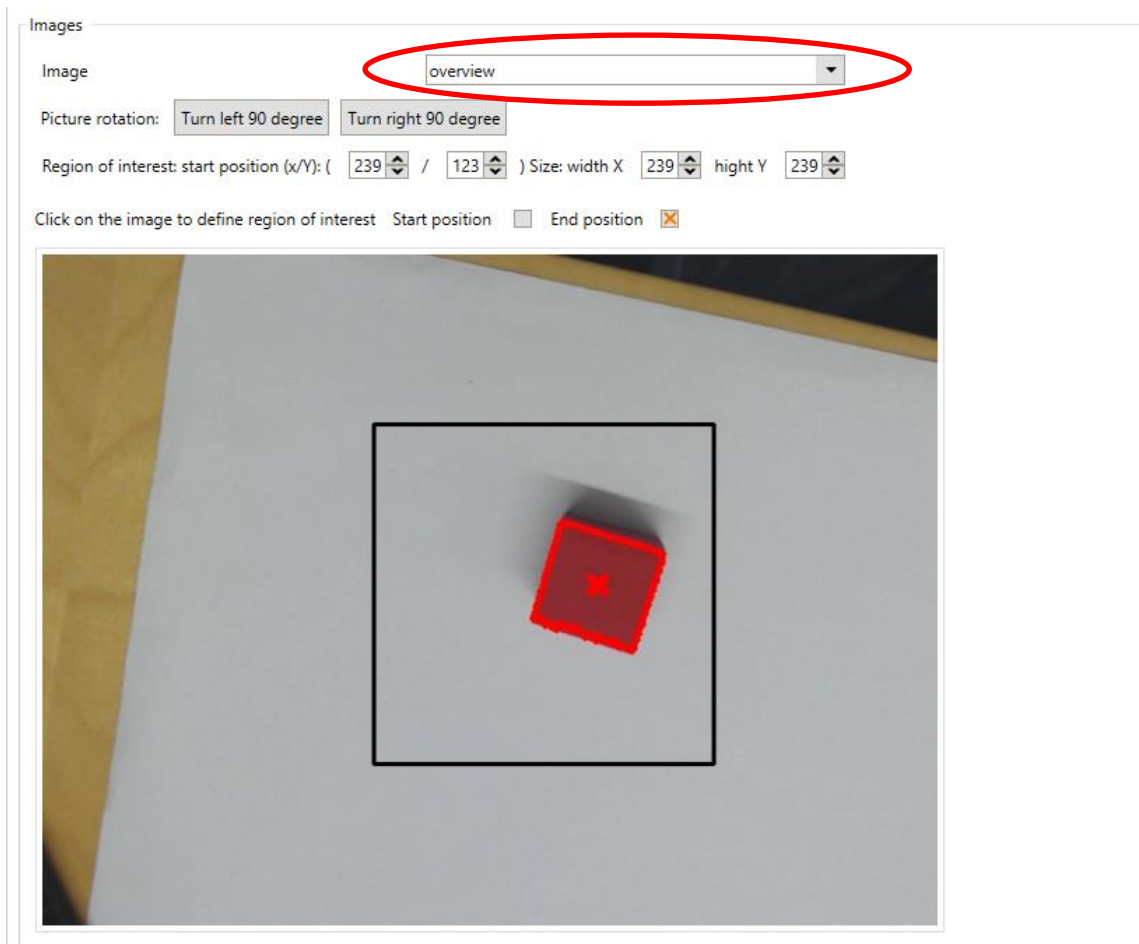 Images
Image overview
Picture rotation: Turn left 90 degree Turn right 90 degree
Region of interest: start position (x/Y): ( 239 / 123 ) Size: width X 239 hight Y 239
Click on the image to define region of interest Start position End position